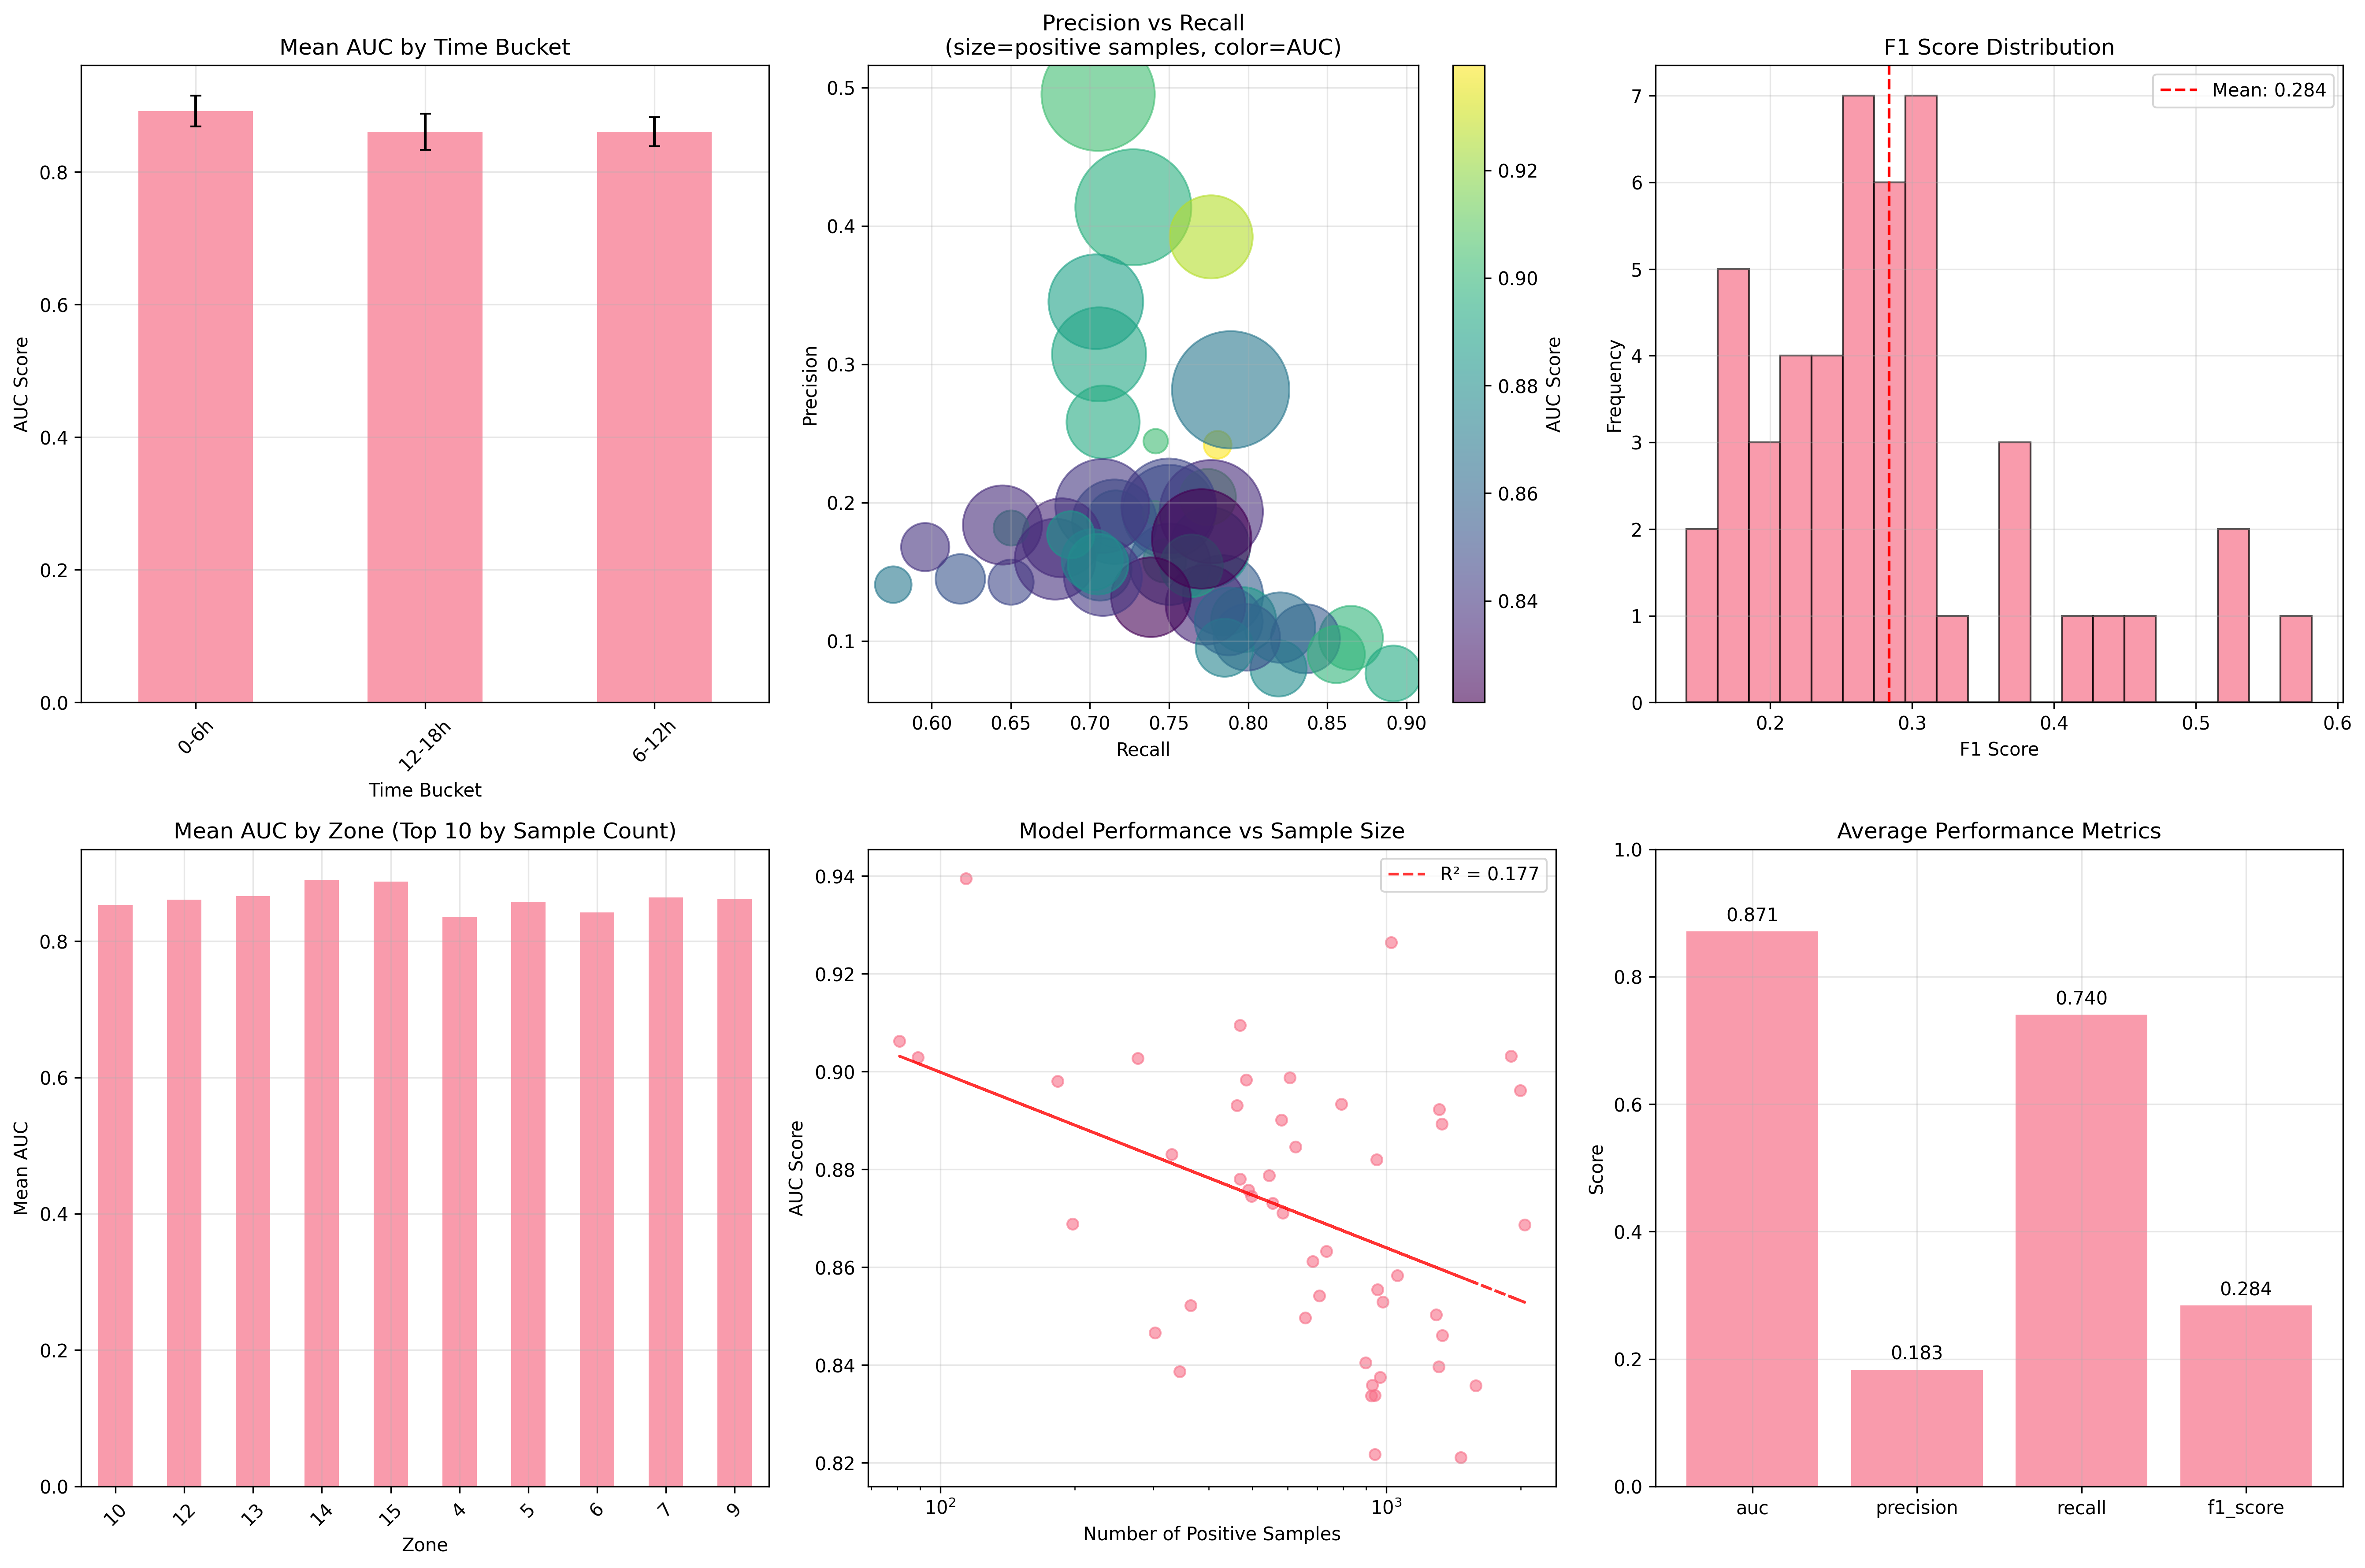 Mean AUC by Time Bucket
AUC Score
0.8
0.6
0.4
0.2
0.0
0-6h
12-18h
6-12h
Time Bucket
Precision vs Recall
(size=positive samples, color=AUC)
Precision
0.5
0.4
0.3
0.2
0.1
0.60
0.65
0.70
0.75
0.80
0.85
0.90
Recall
0.92
0.90
0.88
0.86
0.84
AUC Score
F1 Score Distribution
Mean: 0.284
Frequency
7
6
5
4
3
2
1
0
0.2
0.3
0.4
0.5
0.6
F1 Score
Mean AUC by Zone (Top 10 by Sample Count)
Mean AUC
0.8
0.6
0.4
0.2
0.0
10
12
13
14
15
4
5
6
7
9
Zone
Model Performance vs Sample Size
R² = 0.177
AUC Score
0.94
0.92
0.90
0.88
0.86
0.84
0.82
10²
10³
Number of Positive Samples
Average Performance Metrics
Score
1.0
0.8
0.6
0.4
0.2
0.0
0.871
0.183
0.740
0.284
auc
precision
recall
f1_score